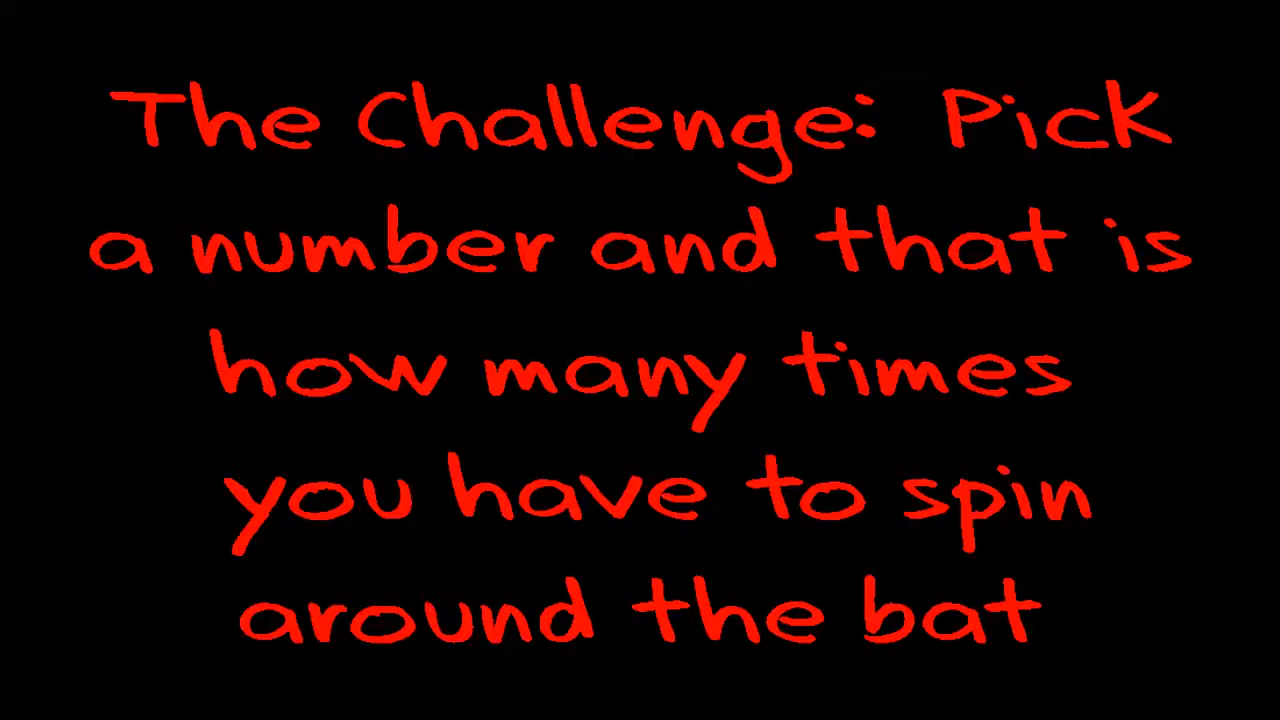 The Challenge: Pick
a number and that is
how many times
you have to spin
around the bat